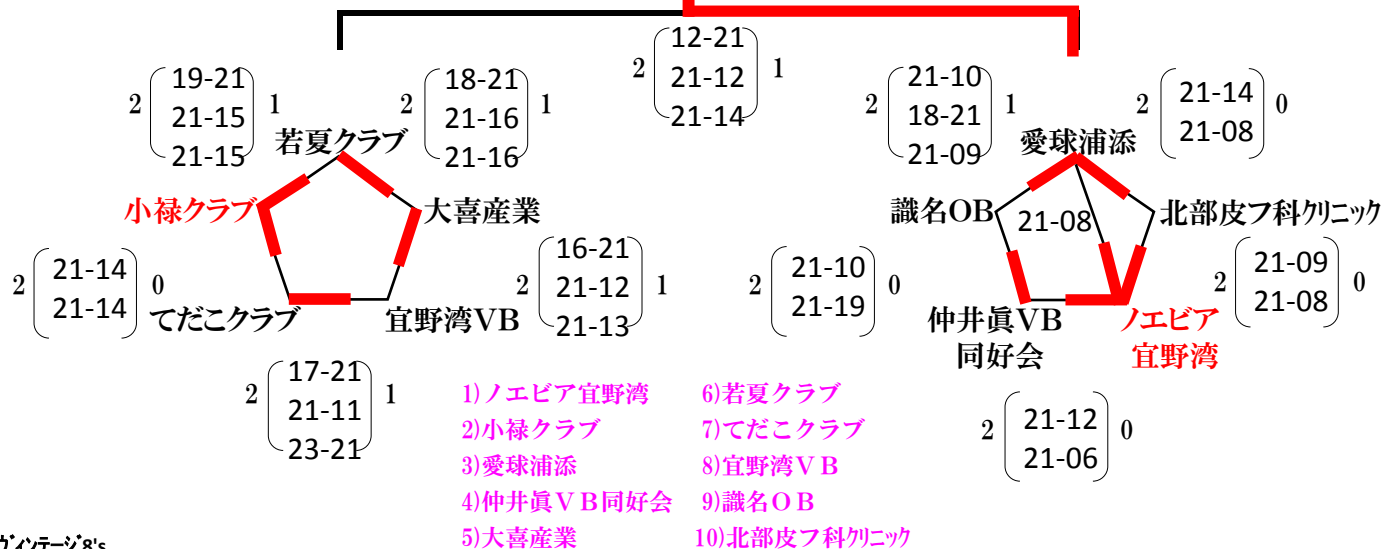 12-21
2 21-12 1
21-14
19-21
2 21-15 1
21-15
18-21
2 21-16 1
21-16
21-10
2 18-21 1
21-09
2 21-14 0
21-08
若夏クラブ
愛球浦添
小禄クラブ
大喜産業
識名OB
21-08
北部皮フ科クリニック
2 21-14 0
21-14
てだこクラブ
宜野湾VB
16-21
2 21-12 1
21-13
2 21-10 0
21-19
仲井眞VB
同好会
ノエビア
宜野湾
2 21-09 0
21-08
17-21
2 21-11 1
23-21
2 21-12 0
21-06
1)ノエビア宜野湾
2)小禄クラブ
3)愛球浦添
4)仲井眞ＶＢ同好会
5)大喜産業
6)若夏クラブ
7)てだこクラブ
8)宜野湾ＶＢ
9)識名ＯＢ
10)北部皮フ科クリニック
ヴィンテージ8's